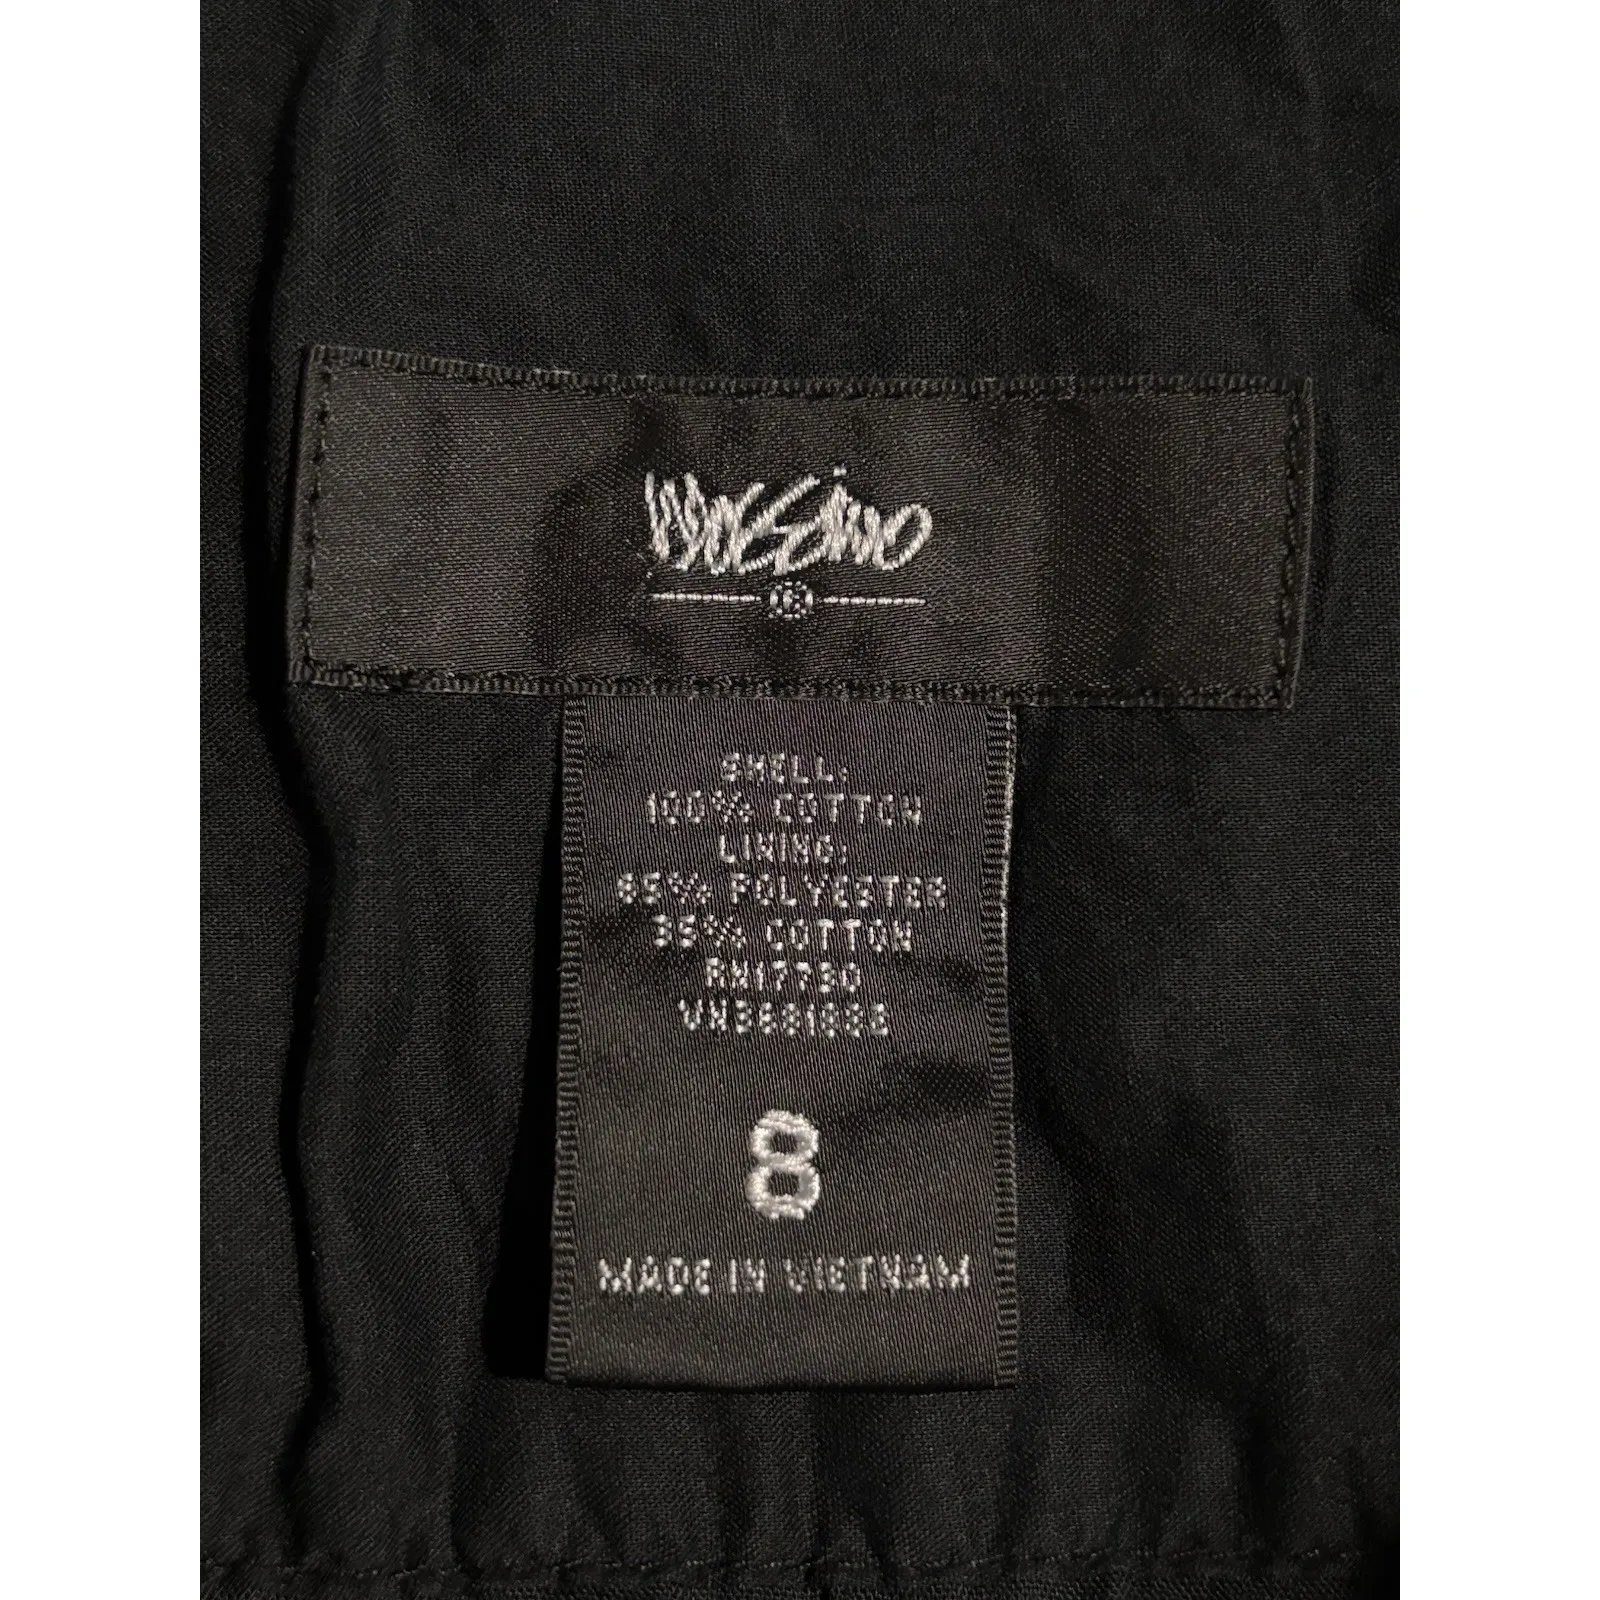 Mossimo
SHELL:
100% COTTON
LINING:
65% POLYESTER
35% COTTON
RN17730
8
MADE IN VIETNAM